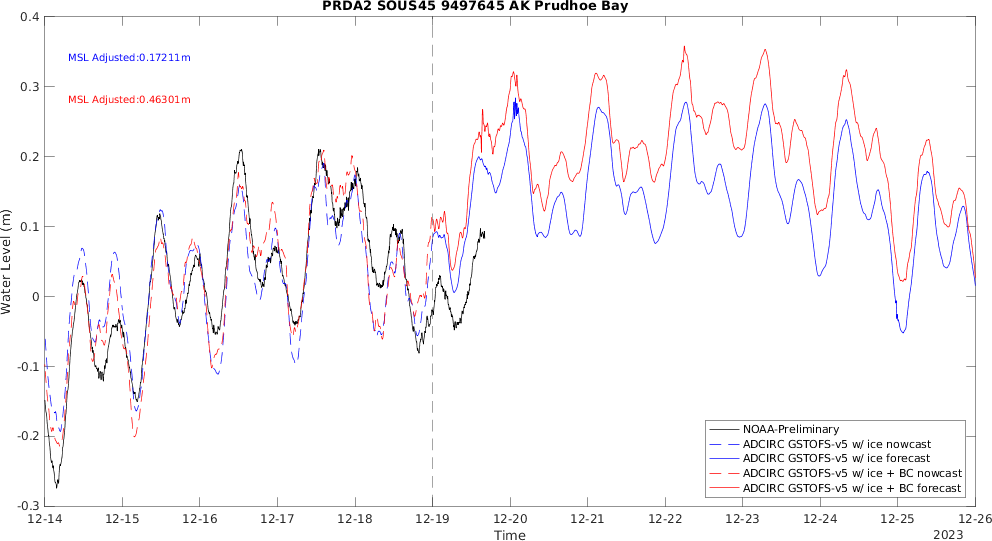 PRDA2 SOUS45 9497645 AK Prudhoe Bay
0.4
MSL Adjusted:0.17211m
0.3
MSL Adjusted:0.46301m
0.2
0.1
0
-0.1
-0.2
-0.3
Water Level (m)
NOAA-Preliminary
ADCIRC GSTOFS-v5 w/ ice nowcast
ADCIRC GSTOFS-v5 w/ ice forecast
ADCIRC GSTOFS-v5 w/ ice + BC nowcast
ADCIRC GSTOFS-v5 w/ ice + BC forecast
12-14 12-15 12-16 12-17 12-18 12-19 12-20 12-21 12-22 12-23 12-24 12-25 12-26
Time
2023